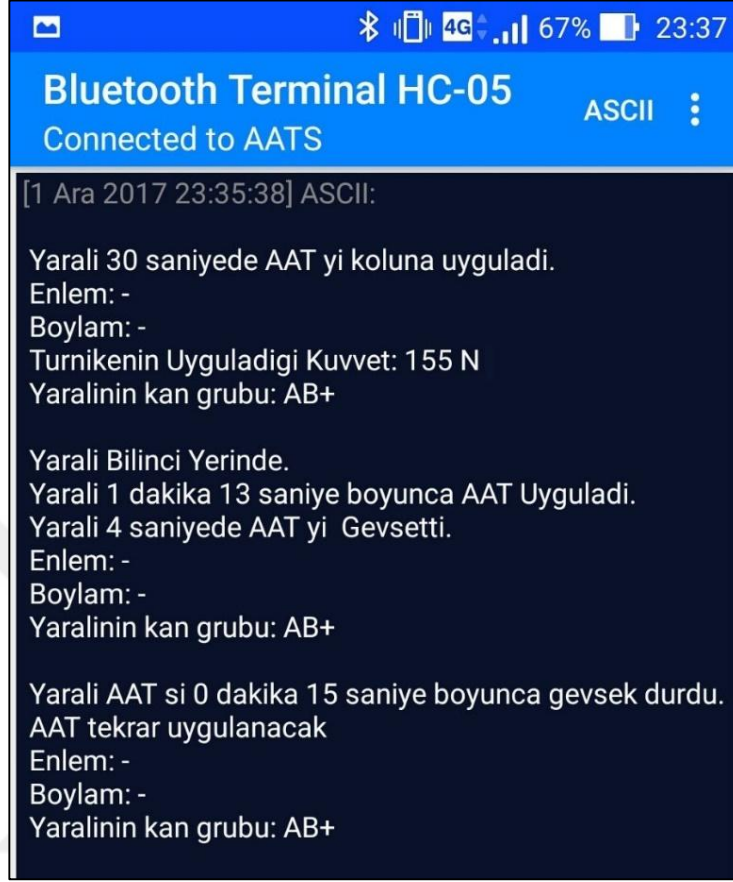 4G 67% 23:37
Bluetooth Terminal HC-05
ASCII
Connected to AATS
[1 Ara 2017 23:35:38] ASCII:
Yarali 30 saniyede AAT yi koluna uyguladi.
Enlem: -
Boylam: -
Turnikenin Uyguladigi Kuvvet: 155 N
Yaralinin kan grubu: AB+
Yarali Bilinci Yerinde.
Yarali 1 dakika 13 saniye boyunca AAT Uyguladi.
Yarali 4 saniyede AAT yi  Gevsetti.
Enlem: -
Boylam: -
Yaralinin kan grubu: AB+
Yarali AAT si 0 dakika 15 saniye boyunca gevsek durdu.
AAT tekrar uygulanacak
Enlem: -
Boylam: -
Yaralinin kan grubu: AB+